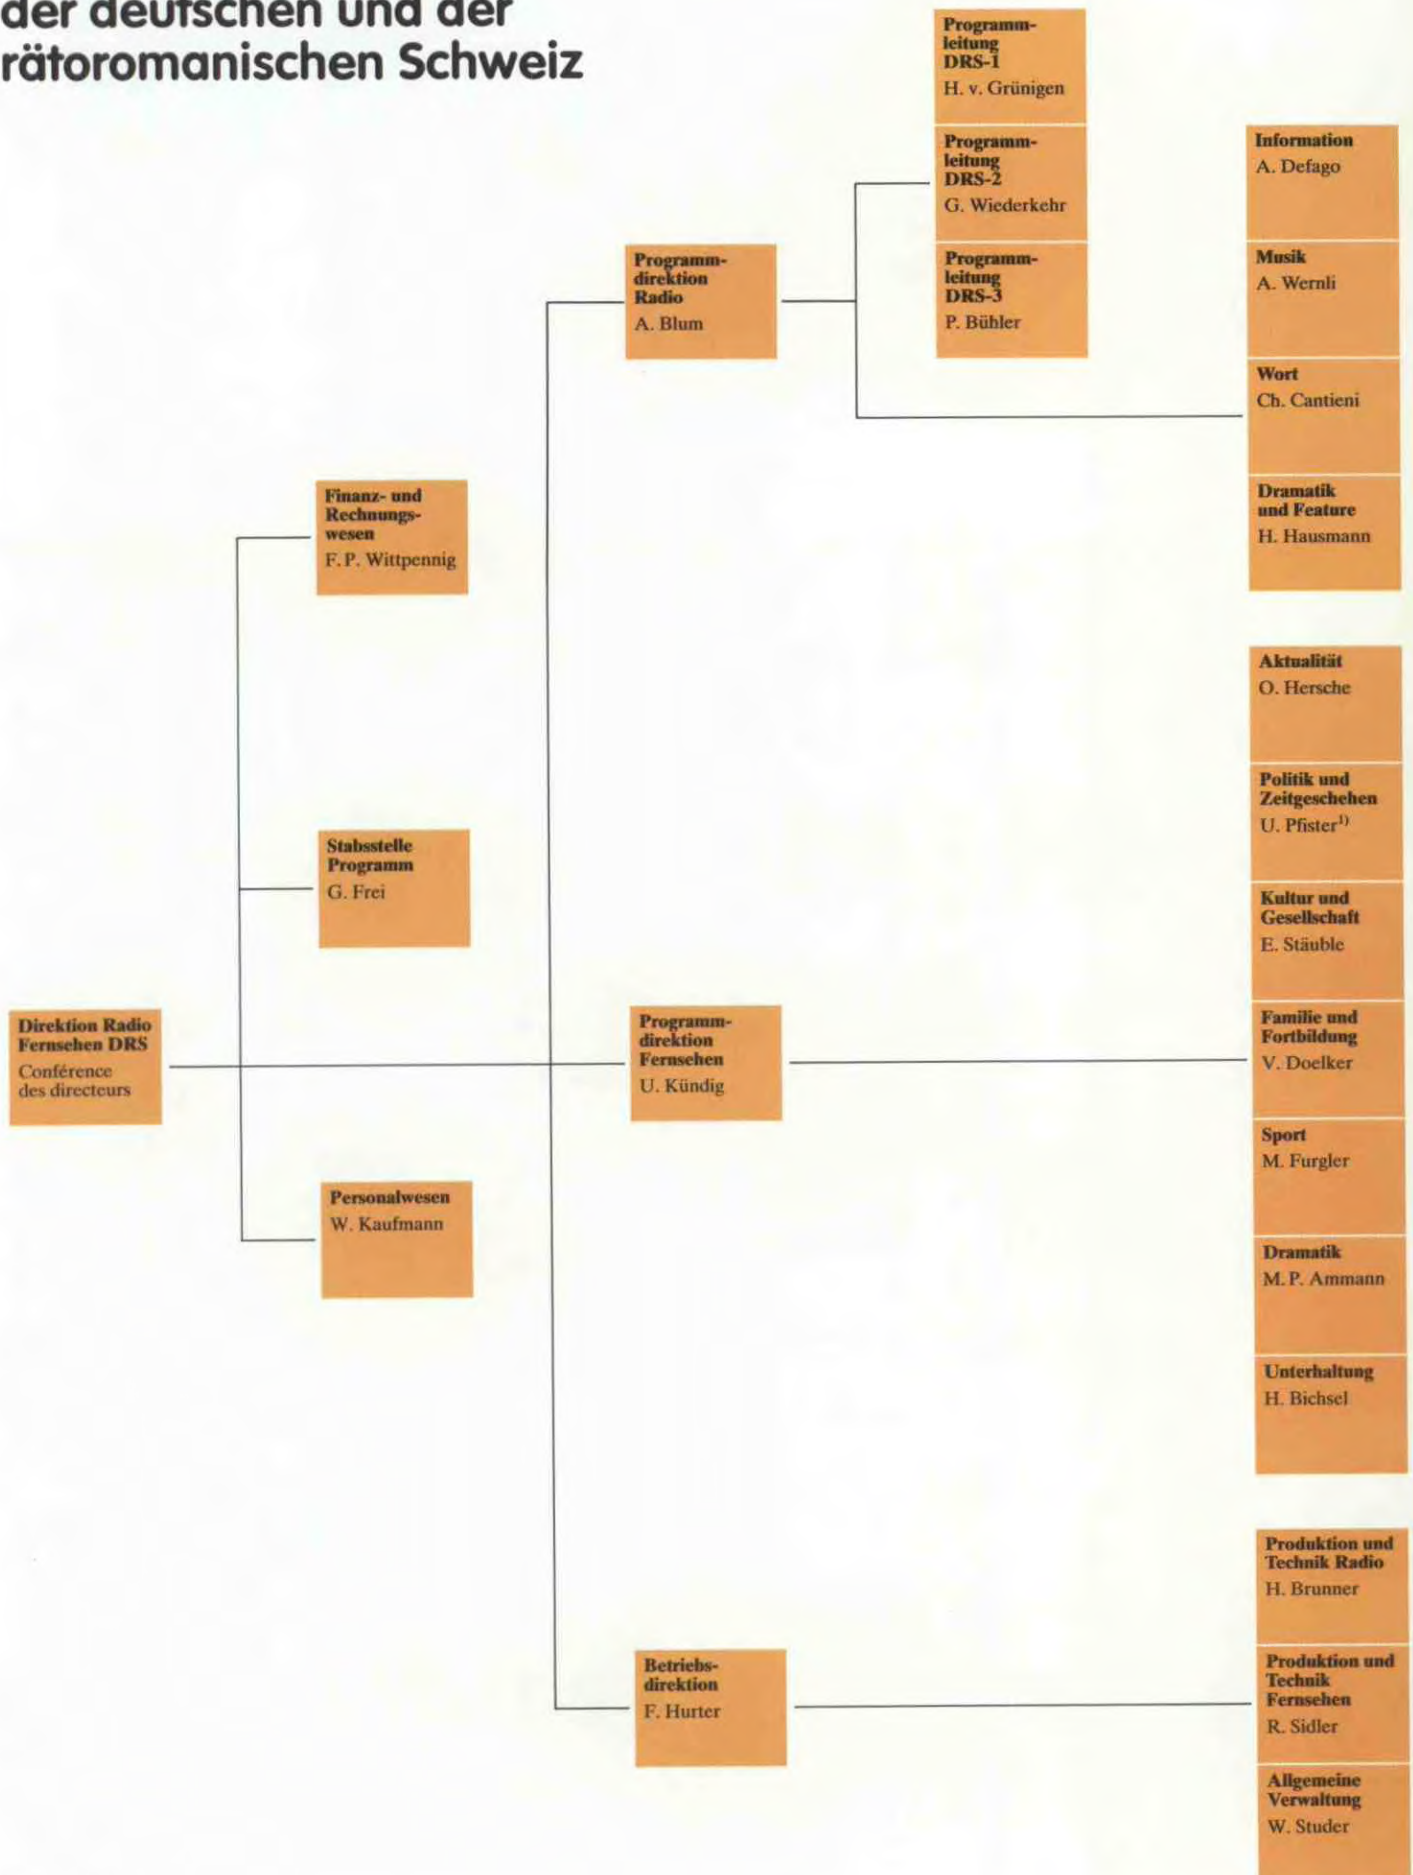 der deutschen und der
rätoromanischen Schweiz
Programm-
leitung
DRS-1
H. v. Grünigen
Programm-
leitung
DRS-2
G. Wiederkehr
Programm-
leitung
DRS-3
P. Bühler
Information
A. Defago
Musik
A. Wernli
Wort
Ch. Cantieni
Dramatik
und Feature
H. Hausmann
Programm-
direktion
Radio
A. Blum
Finanz- und
Rechnungs-
wesen
F. P. Wittpennig
Stabsstelle
Programm
G. Frei
Direktion Radio
Fernsehen DRS
Conférence
des directeurs
Personalwesen
W. Kaufmann
Programm-
direktion
Fernsehen
U. Kündig
Aktualität
O. Hersche
Politik und
Zeitgeschehen
U. Pfister¹⁾
Kultur und
Gesellschaft
E. Stäuble
Familie und
Fortbildung
V. Doelker
Sport
M. Furgler
Dramatik
M. P. Ammann
Unterhaltung
H. Bichsel
Betriebs-
direktion
F. Hurter
Produktion und
Technik Radio
H. Brunner
Produktion und
Technik
Fernsehen
R. Sidler
Allgemeine
Verwaltung
W. Studer